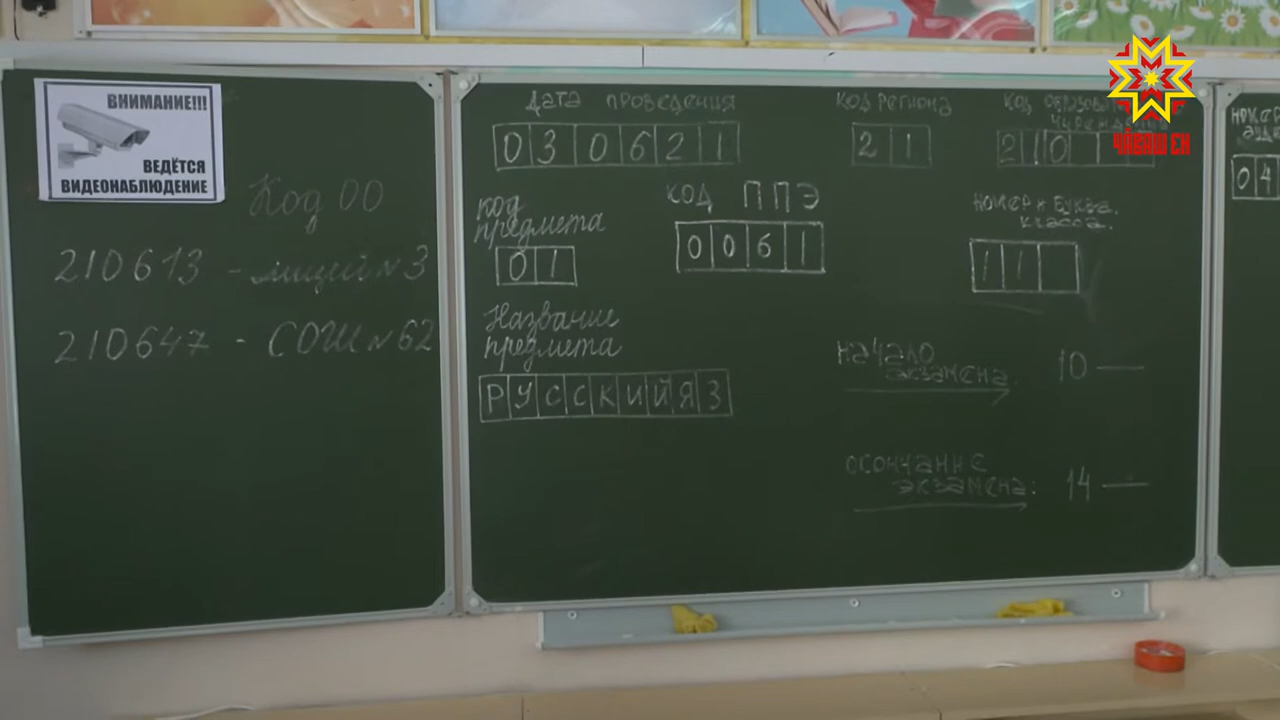 ВНИМАНИЕ!!!
ВЕДЁТСЯ
ВИДЕОНАБЛЮДЕНИЕ
Код ОО
210613 - лицей №3
210647 - СОШ №62
Дата проведения
030621
код региона
21
код
210
код
предмета
01
КОД ППЭ
0061
номер и буква
класса.
11
Название
предмета
РУССКИЙЯЗ
начало
экзамена
10 —
окончание
экзамена:
14 —
04
ЧӐВАШ ЕН